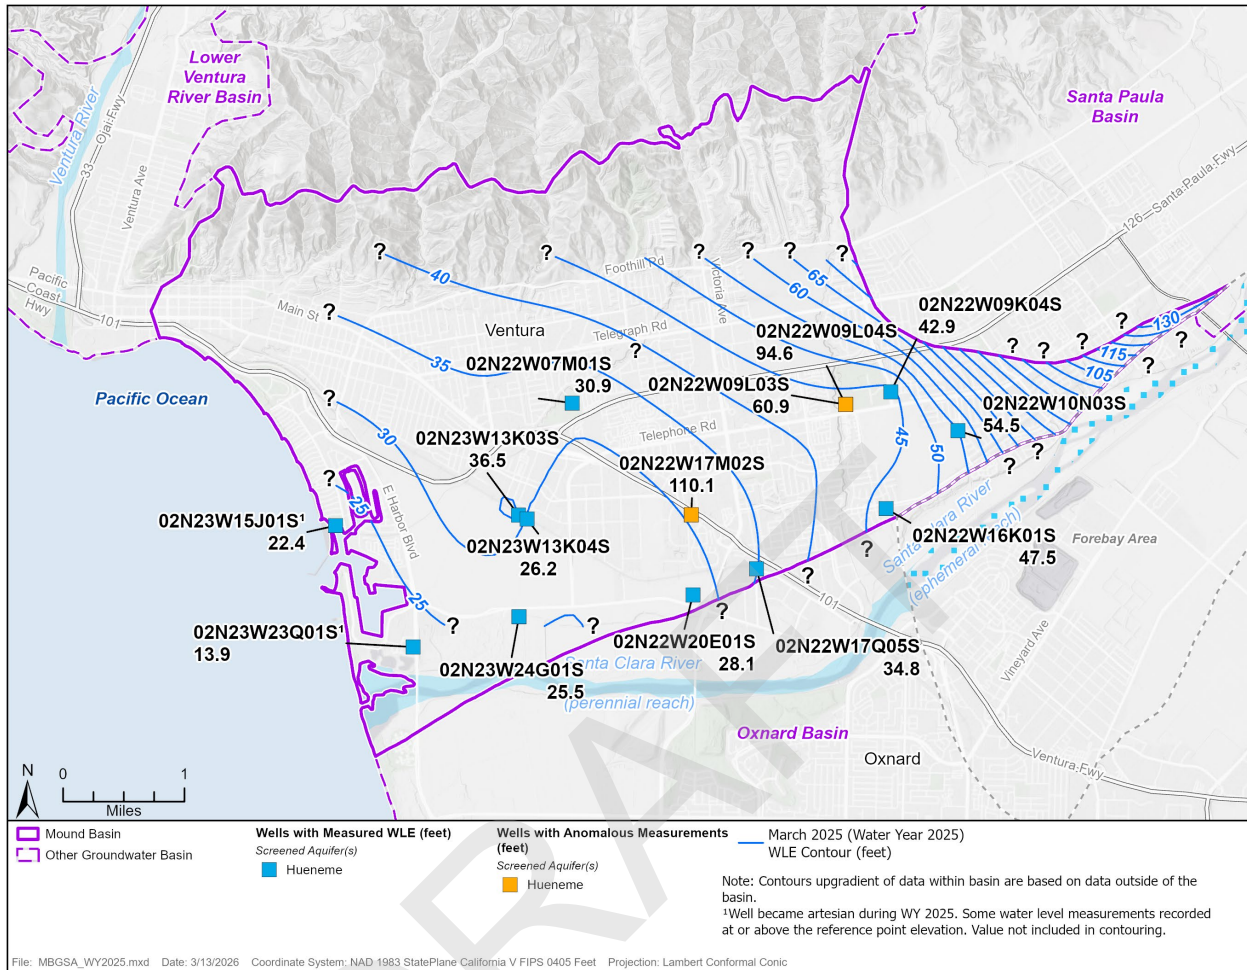 Lower
Ventura
River Basin
Santa Paula
Basin
Ventura River
33
Ojai Fwy
Ventura Ave
126
Santa Paula Fwy
?
?
?
?
?
?
40
Foothill Rd
Victoria Ave
65
60
Pacific
Coast
Hwy
101
Main St
?
Ventura
Telegraph Rd
?
35
02N22W09K04S
42.9
02N22W09L04S
94.6
130
?
?
?
?
?
?
?
115
105
02N22W07M01S
30.9
02N22W09L03S
60.9
Pacific Ocean
?
30
02N22W10N03S
54.5
Telephone Rd
02N23W13K03S
36.5
45
50
02N22W17M02S
110.1
?
?
?
25
E Harbor Blvd
02N23W15J01S¹
22.4
02N23W13K04S
26.2
02N22W16K01S
47.5
Santa Clara River
(ephemeral reach)
Forebay Area
?
?
25
?
?
?
101
02N23W23Q01S¹
13.9
02N23W24G01S
25.5
02N22W20E01S
28.1
02N22W17Q05S
34.8
Vineyard Ave
Santa Clara River
(perennial reach)
Oxnard Basin
Oxnard
Ventura Fwy
DRAFT
N
0
1
Miles
Mound Basin
Other Groundwater Basin
Wells with Measured WLE (feet)
Screened Aquifer(s)
Hueneme
Wells with Anomalous Measurements
(feet)
Screened Aquifer(s)
Hueneme
March 2025 (Water Year 2025)
WLE Contour (feet)
Note: Contours upgradient of data within basin are based on data outside of the
basin.
¹Well became artesian during WY 2025. Some water level measurements recorded
at or above the reference point elevation. Value not included in contouring.
File: MBGSA_WY2025.mxd Date: 3/13/2026 Coordinate System: NAD 1983 StatePlane California V FIPS 0405 Feet Projection: Lambert Conformal Conic